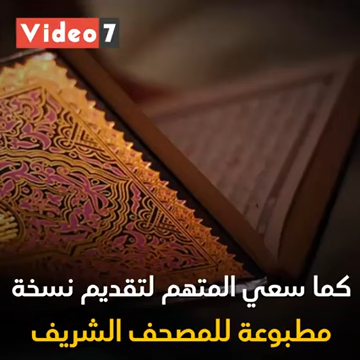 Video 7
كما سعي المتهم لتقديم نسخة
مطبوعة للمصحف الشريف